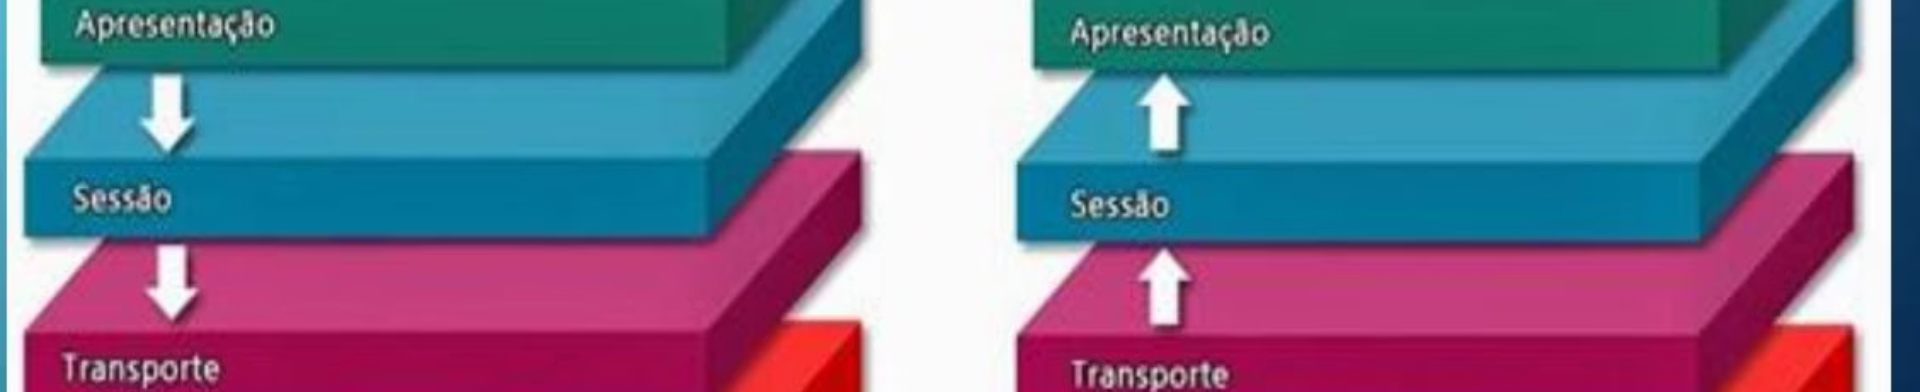 Apresentação
Sessão
Transporte
Apresentação
Sessão
Transporte